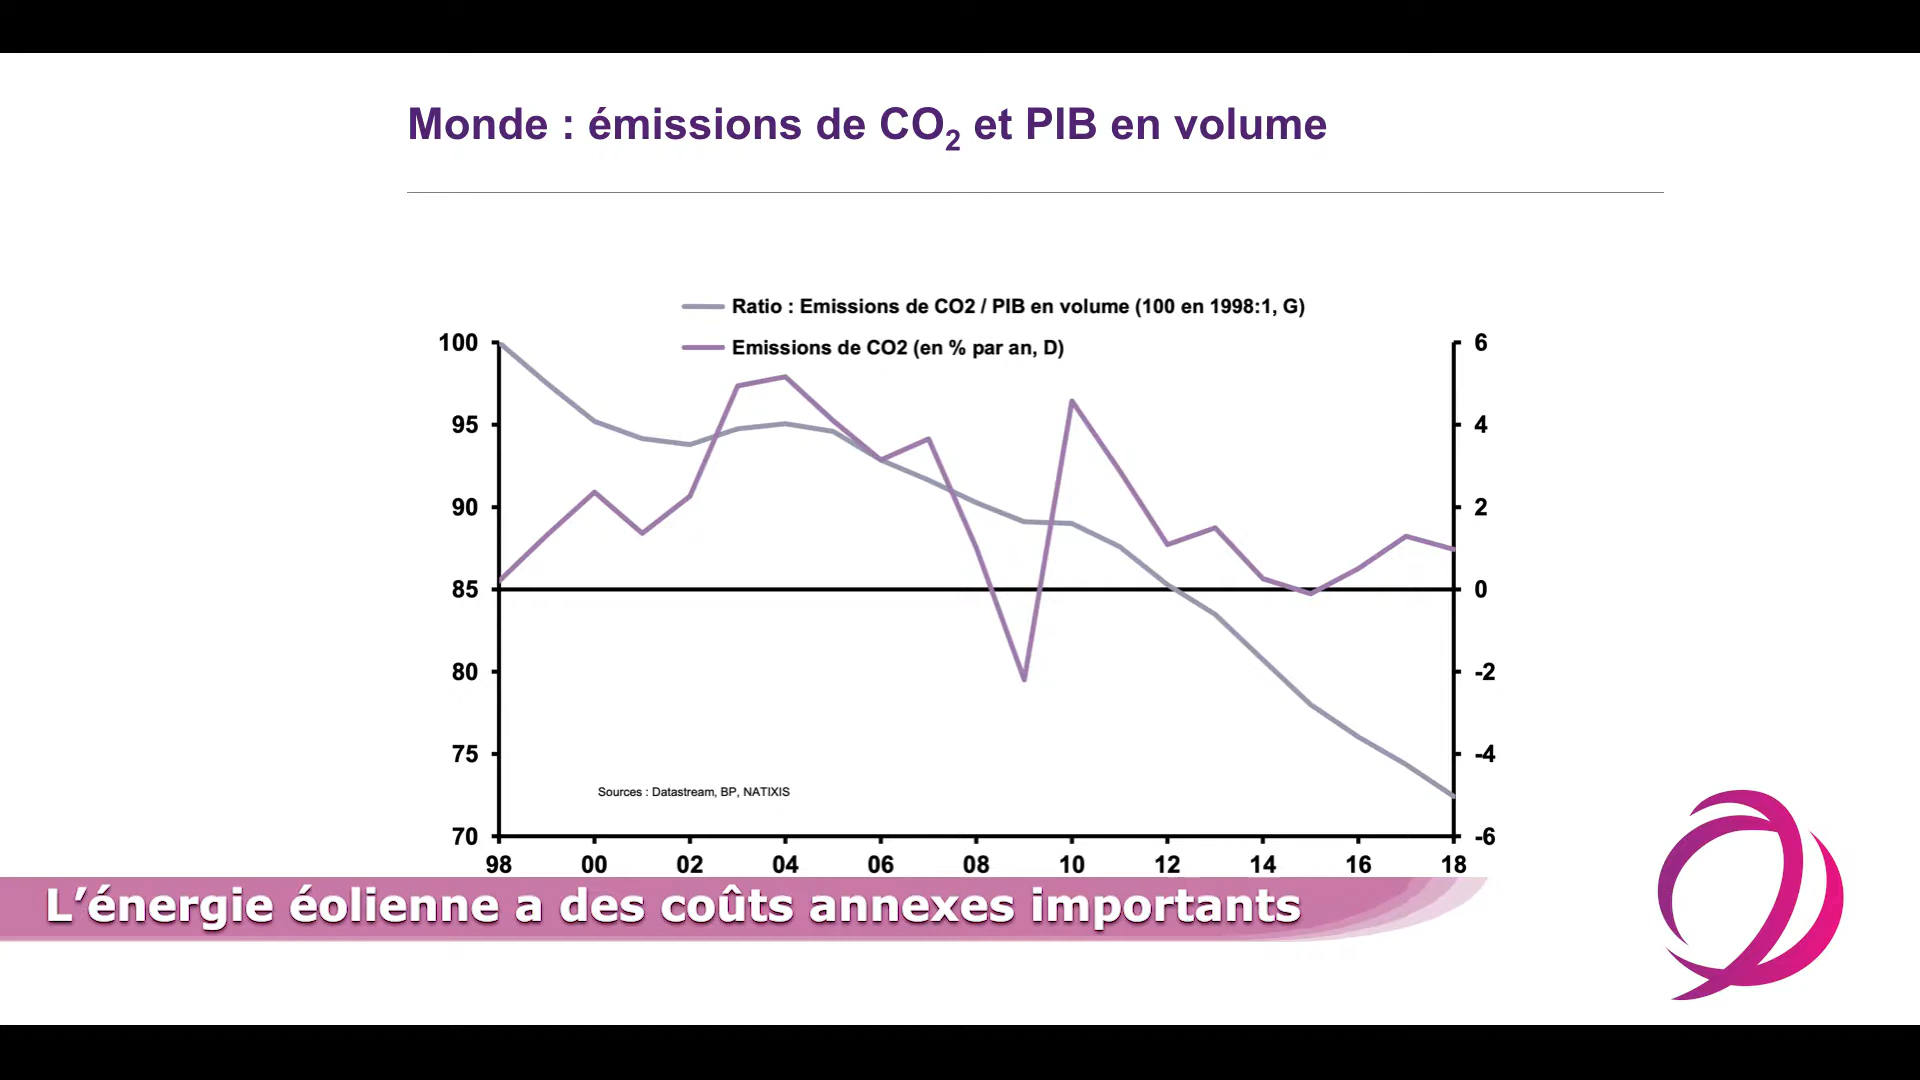 Monde : émissions de CO₂ et PIB en volume
Ratio : Emissions de CO2 / PIB en volume (100 en 1998:1, G)
Emissions de CO2 (en % par an, D)
100
95
90
85
80
75
70
6
4
2
0
-2
-4
-6
Sources : Datastream, BP, NATIXIS
98 00 02 04 06 08 10 12 14 16 18
L’énergie éolienne a des coûts annexes importants